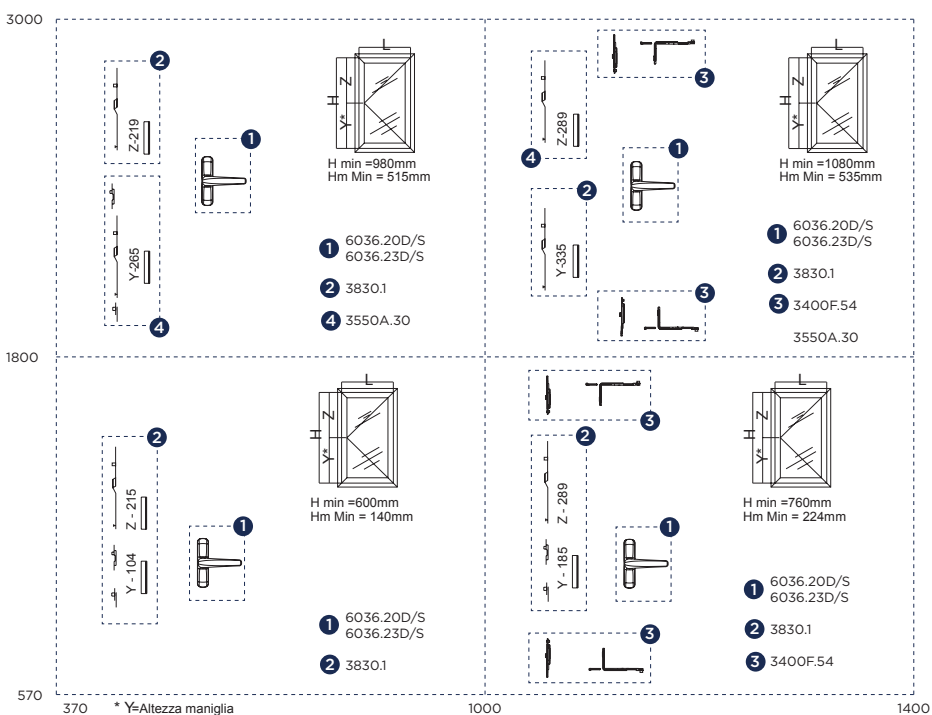 3000
2
Z-219
1
Y-265
4
L
H
Z
Y*
H min =980mm
Hm Min = 515mm
1 6036.20D/S
6036.23D/S
2 3830.1
4 3550A.30
3
Z-289
4
1
2
Y-335
3
L
H
Z
Y*
H min =1080mm
Hm Min = 535mm
1 6036.20D/S
6036.23D/S
2 3830.1
3 3400F.54
3550A.30
1800
2
Z - 215
Y - 104
1
L
H
Z
Y*
H min =600mm
Hm Min = 140mm
1 6036.20D/S
6036.23D/S
2 3830.1
3
2
Z - 289
Y - 185
1
3
L
H
Z
Y*
H min =760mm
Hm Min = 224mm
1 6036.20D/S
6036.23D/S
2 3830.1
3 3400F.54
570
370 * Y=Altezza maniglia 1000 1400